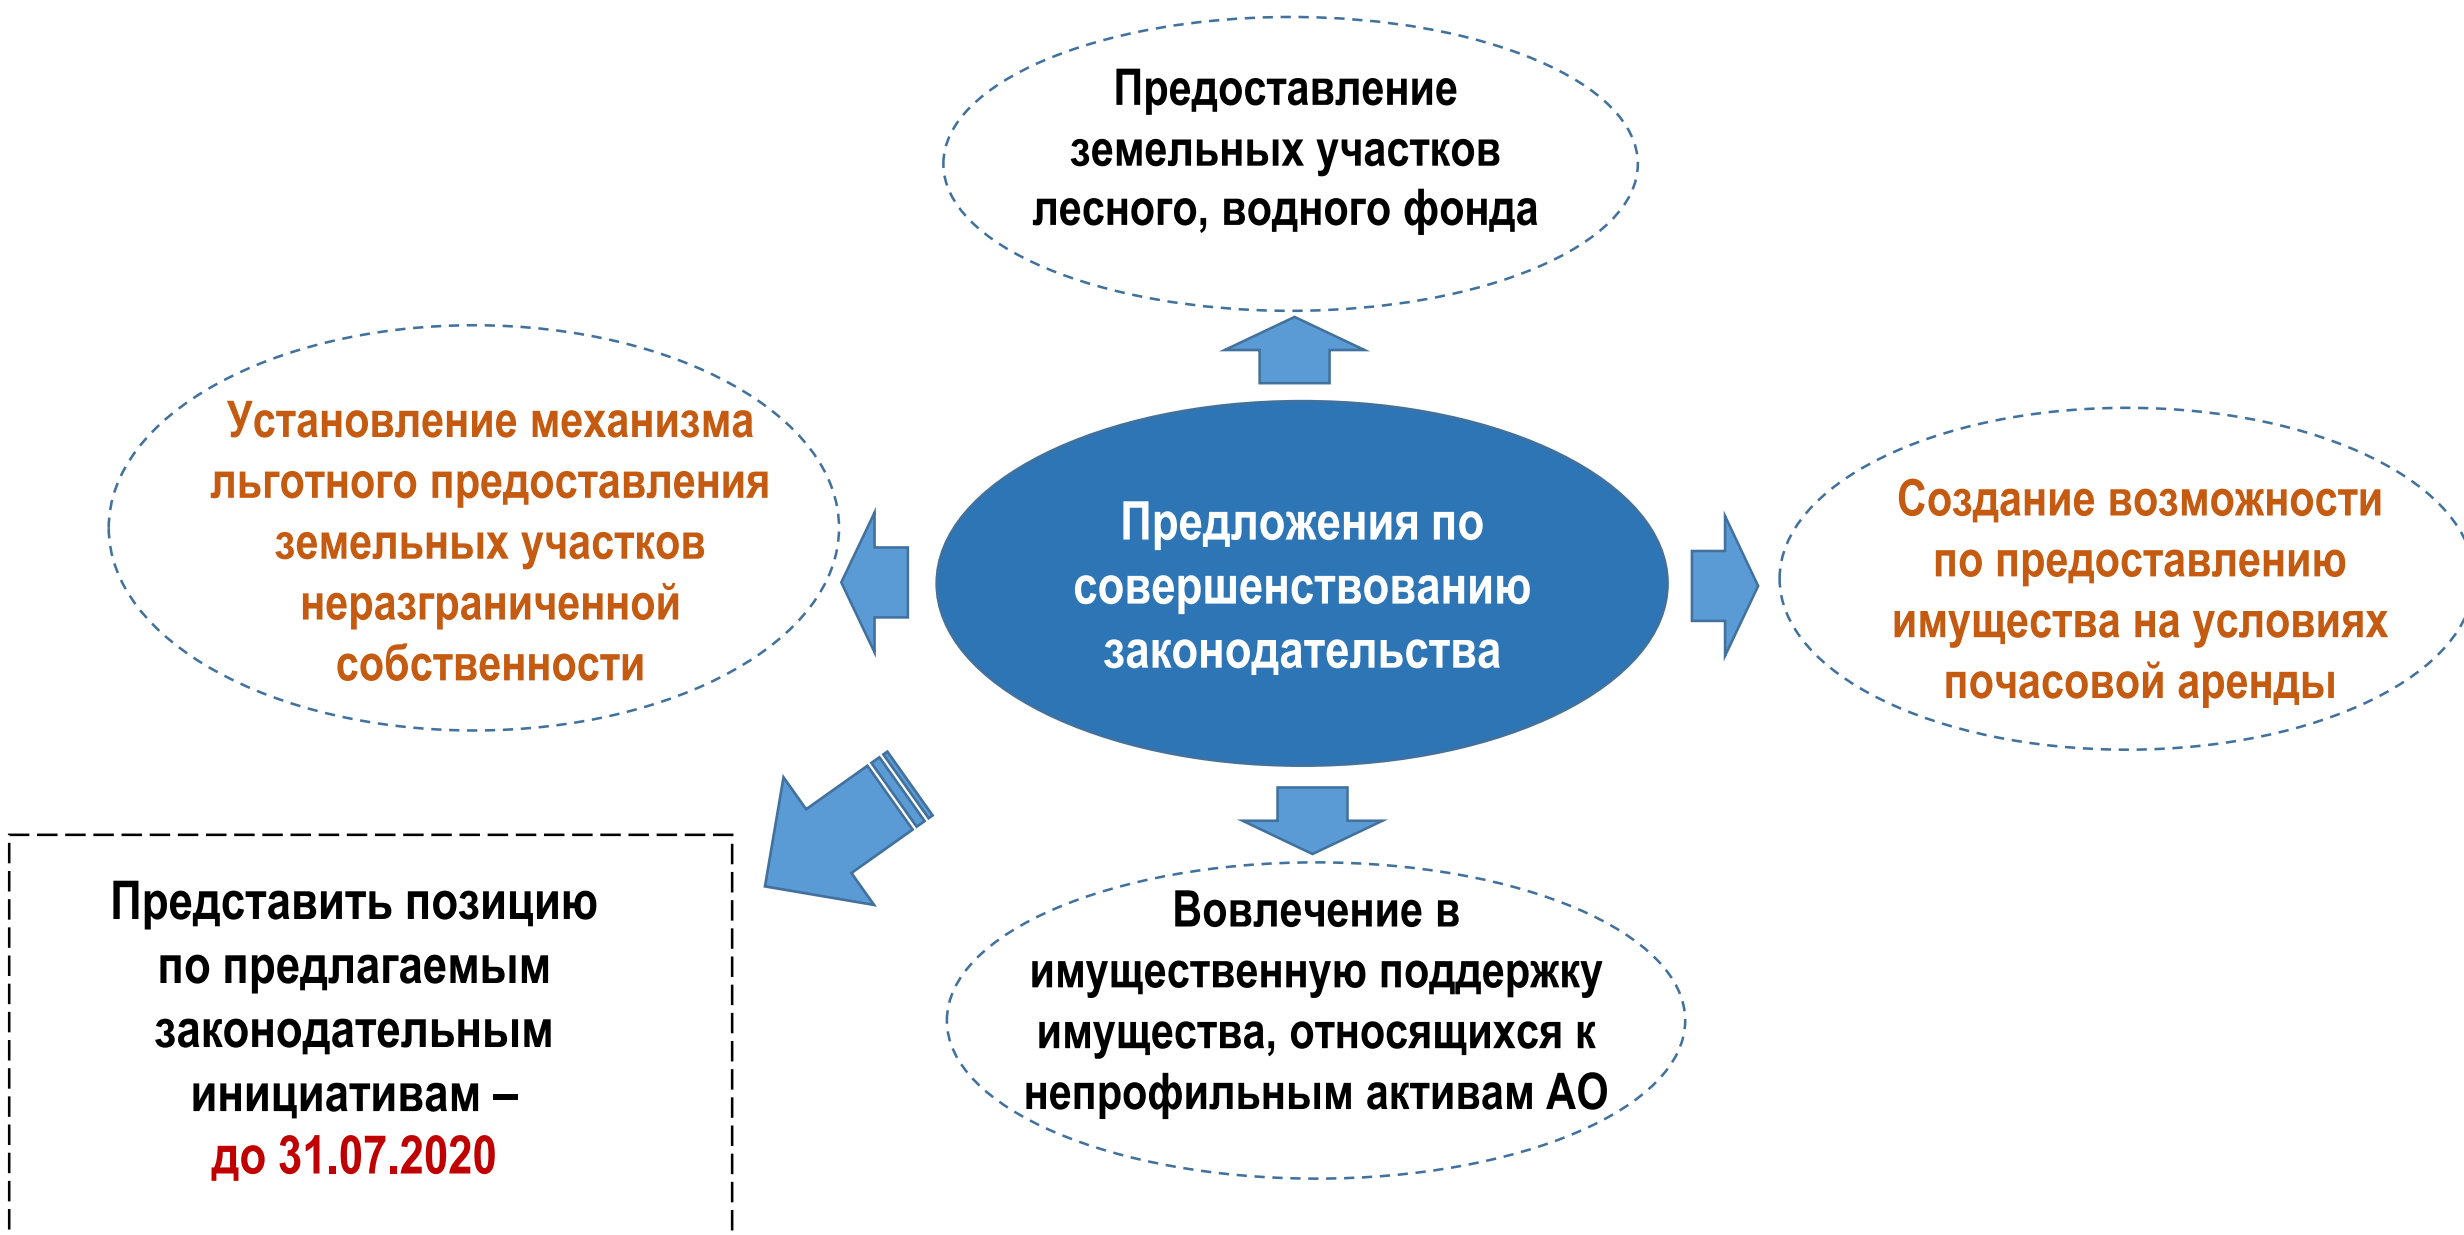 Предоставление
земельных участков
лесного, водного фонда
Установление механизма
льготного предоставления
земельных участков
неразграниченной
собственности
Предложения по
совершенствованию
законодательства
Создание возможности
по предоставлению
имущества на условиях
почасовой аренды
Представить позицию
по предлагаемым
законодательным
инициативам –
до 31.07.2020
Вовлечение в
имущественную поддержку
имущества, относящихся к
непрофильным активам АО